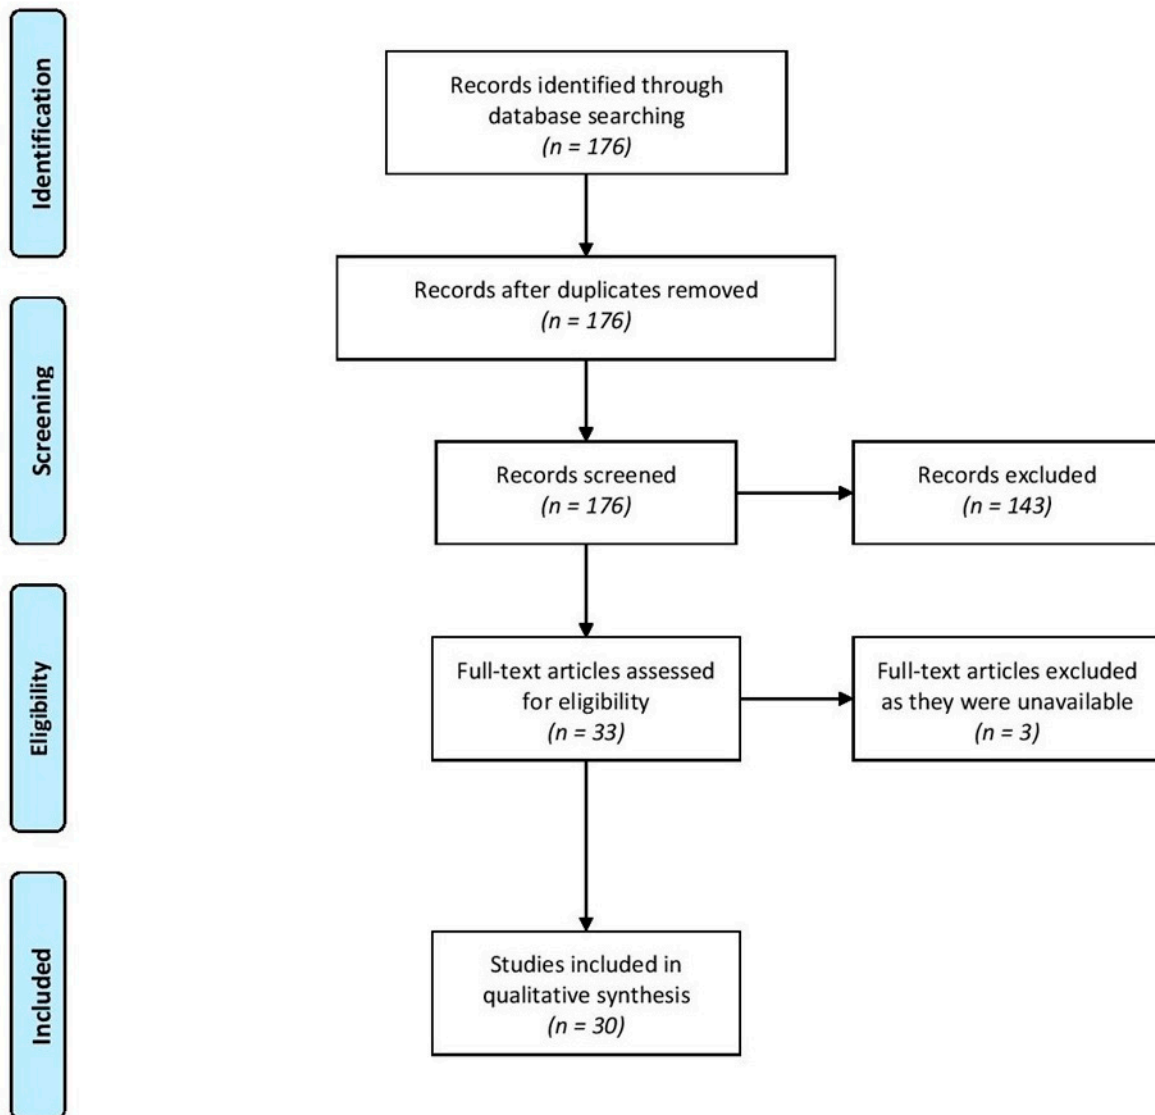 Identification
Records identified through
database searching
(n = 176)
Records after duplicates removed
(n = 176)
Screening
Records screened
(n = 176)
Records excluded
(n = 143)
Eligibility
Full-text articles assessed
for eligibility
(n = 33)
Full-text articles excluded
as they were unavailable
(n = 3)
Included
Studies included in
qualitative synthesis
(n = 30)